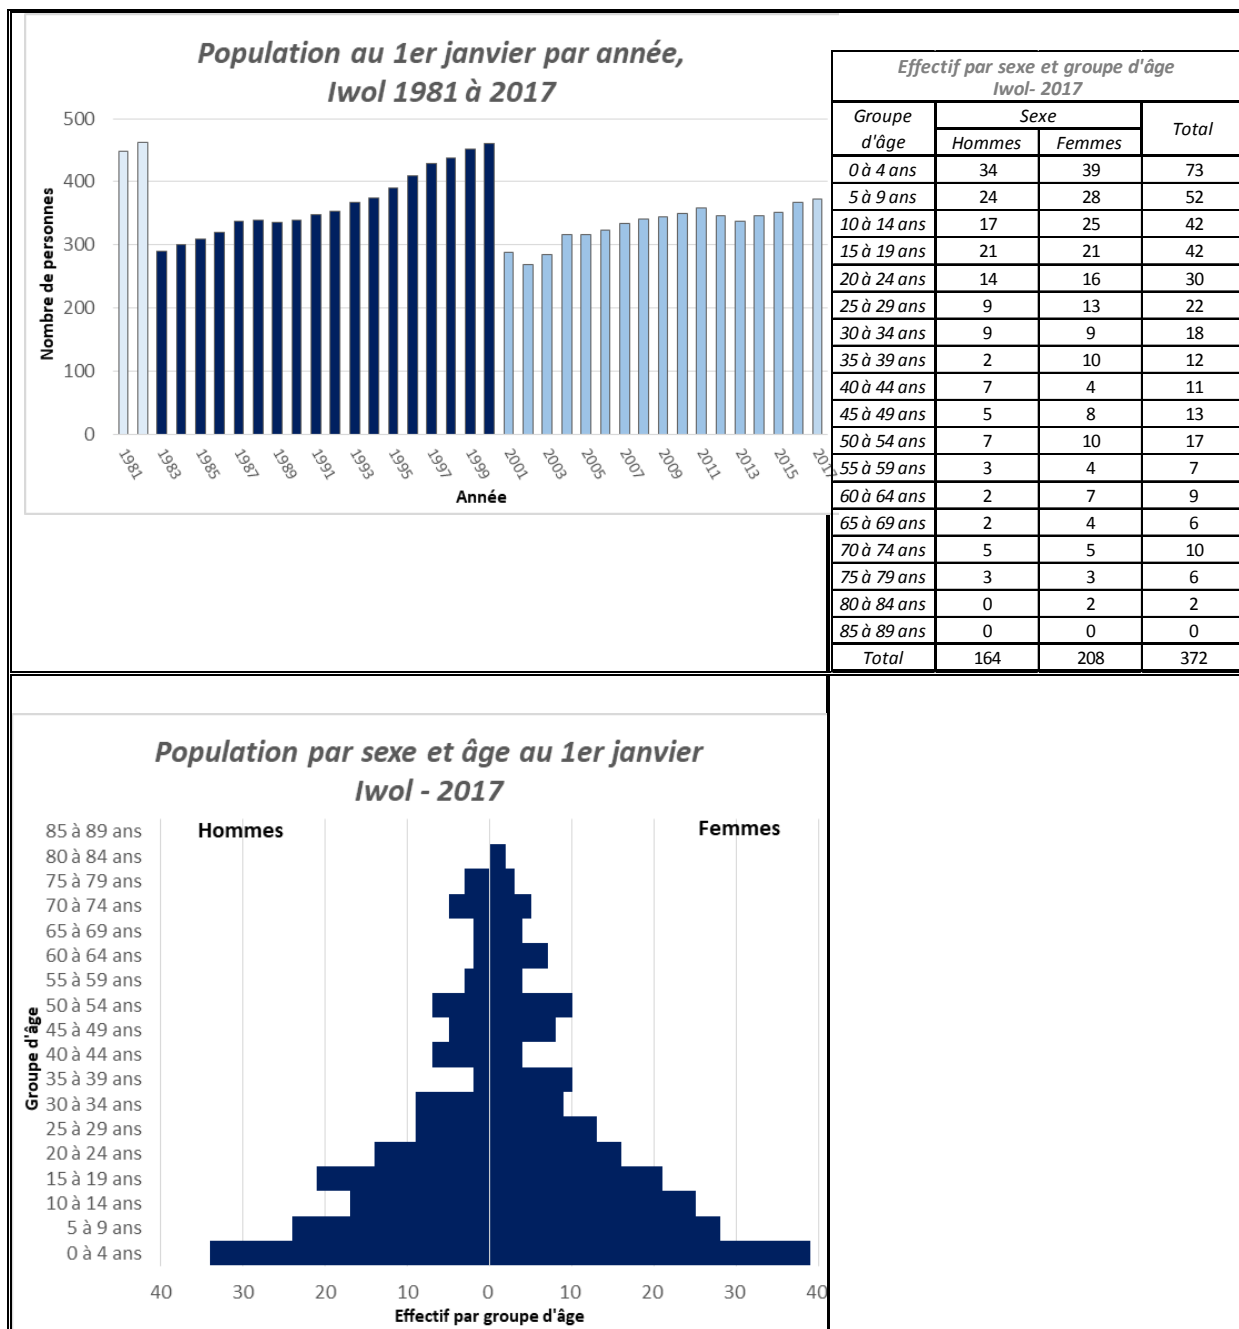 Population au 1er janvier par année,
Iwol 1981 à 2017
Nombre de personnes
500
400
300
200
100
0
1981
1983
1985
1987
1989
1991
1993
1995
1997
1999
2001
2003
2005
2007
2009
2011
2013
2015
2017
Année
Effectif par sexe et groupe d'âge
Iwol- 2017
Groupe d'âge Sexe Total
Hommes Femmes
0 à 4 ans 34 39 73
5 à 9 ans 24 28 52
10 à 14 ans 17 25 42
15 à 19 ans 21 21 42
20 à 24 ans 14 16 30
25 à 29 ans 9 13 22
30 à 34 ans 9 9 18
35 à 39 ans 2 10 12
40 à 44 ans 7 4 11
45 à 49 ans 5 8 13
50 à 54 ans 7 10 17
55 à 59 ans 3 4 7
60 à 64 ans 2 7 9
65 à 69 ans 2 4 6
70 à 74 ans 5 5 10
75 à 79 ans 3 3 6
80 à 84 ans 0 2 2
85 à 89 ans 0 0 0
Total 164 208 372
Population par sexe et âge au 1er janvier
Iwol - 2017
Hommes
Femmes
Groupe d'âge
85 à 89 ans
80 à 84 ans
75 à 79 ans
70 à 74 ans
65 à 69 ans
60 à 64 ans
55 à 59 ans
50 à 54 ans
45 à 49 ans
40 à 44 ans
35 à 39 ans
30 à 34 ans
25 à 29 ans
20 à 24 ans
15 à 19 ans
10 à 14 ans
5 à 9 ans
0 à 4 ans
40 30 20 10 0 10 20 30 40
Effectif par groupe d'âge